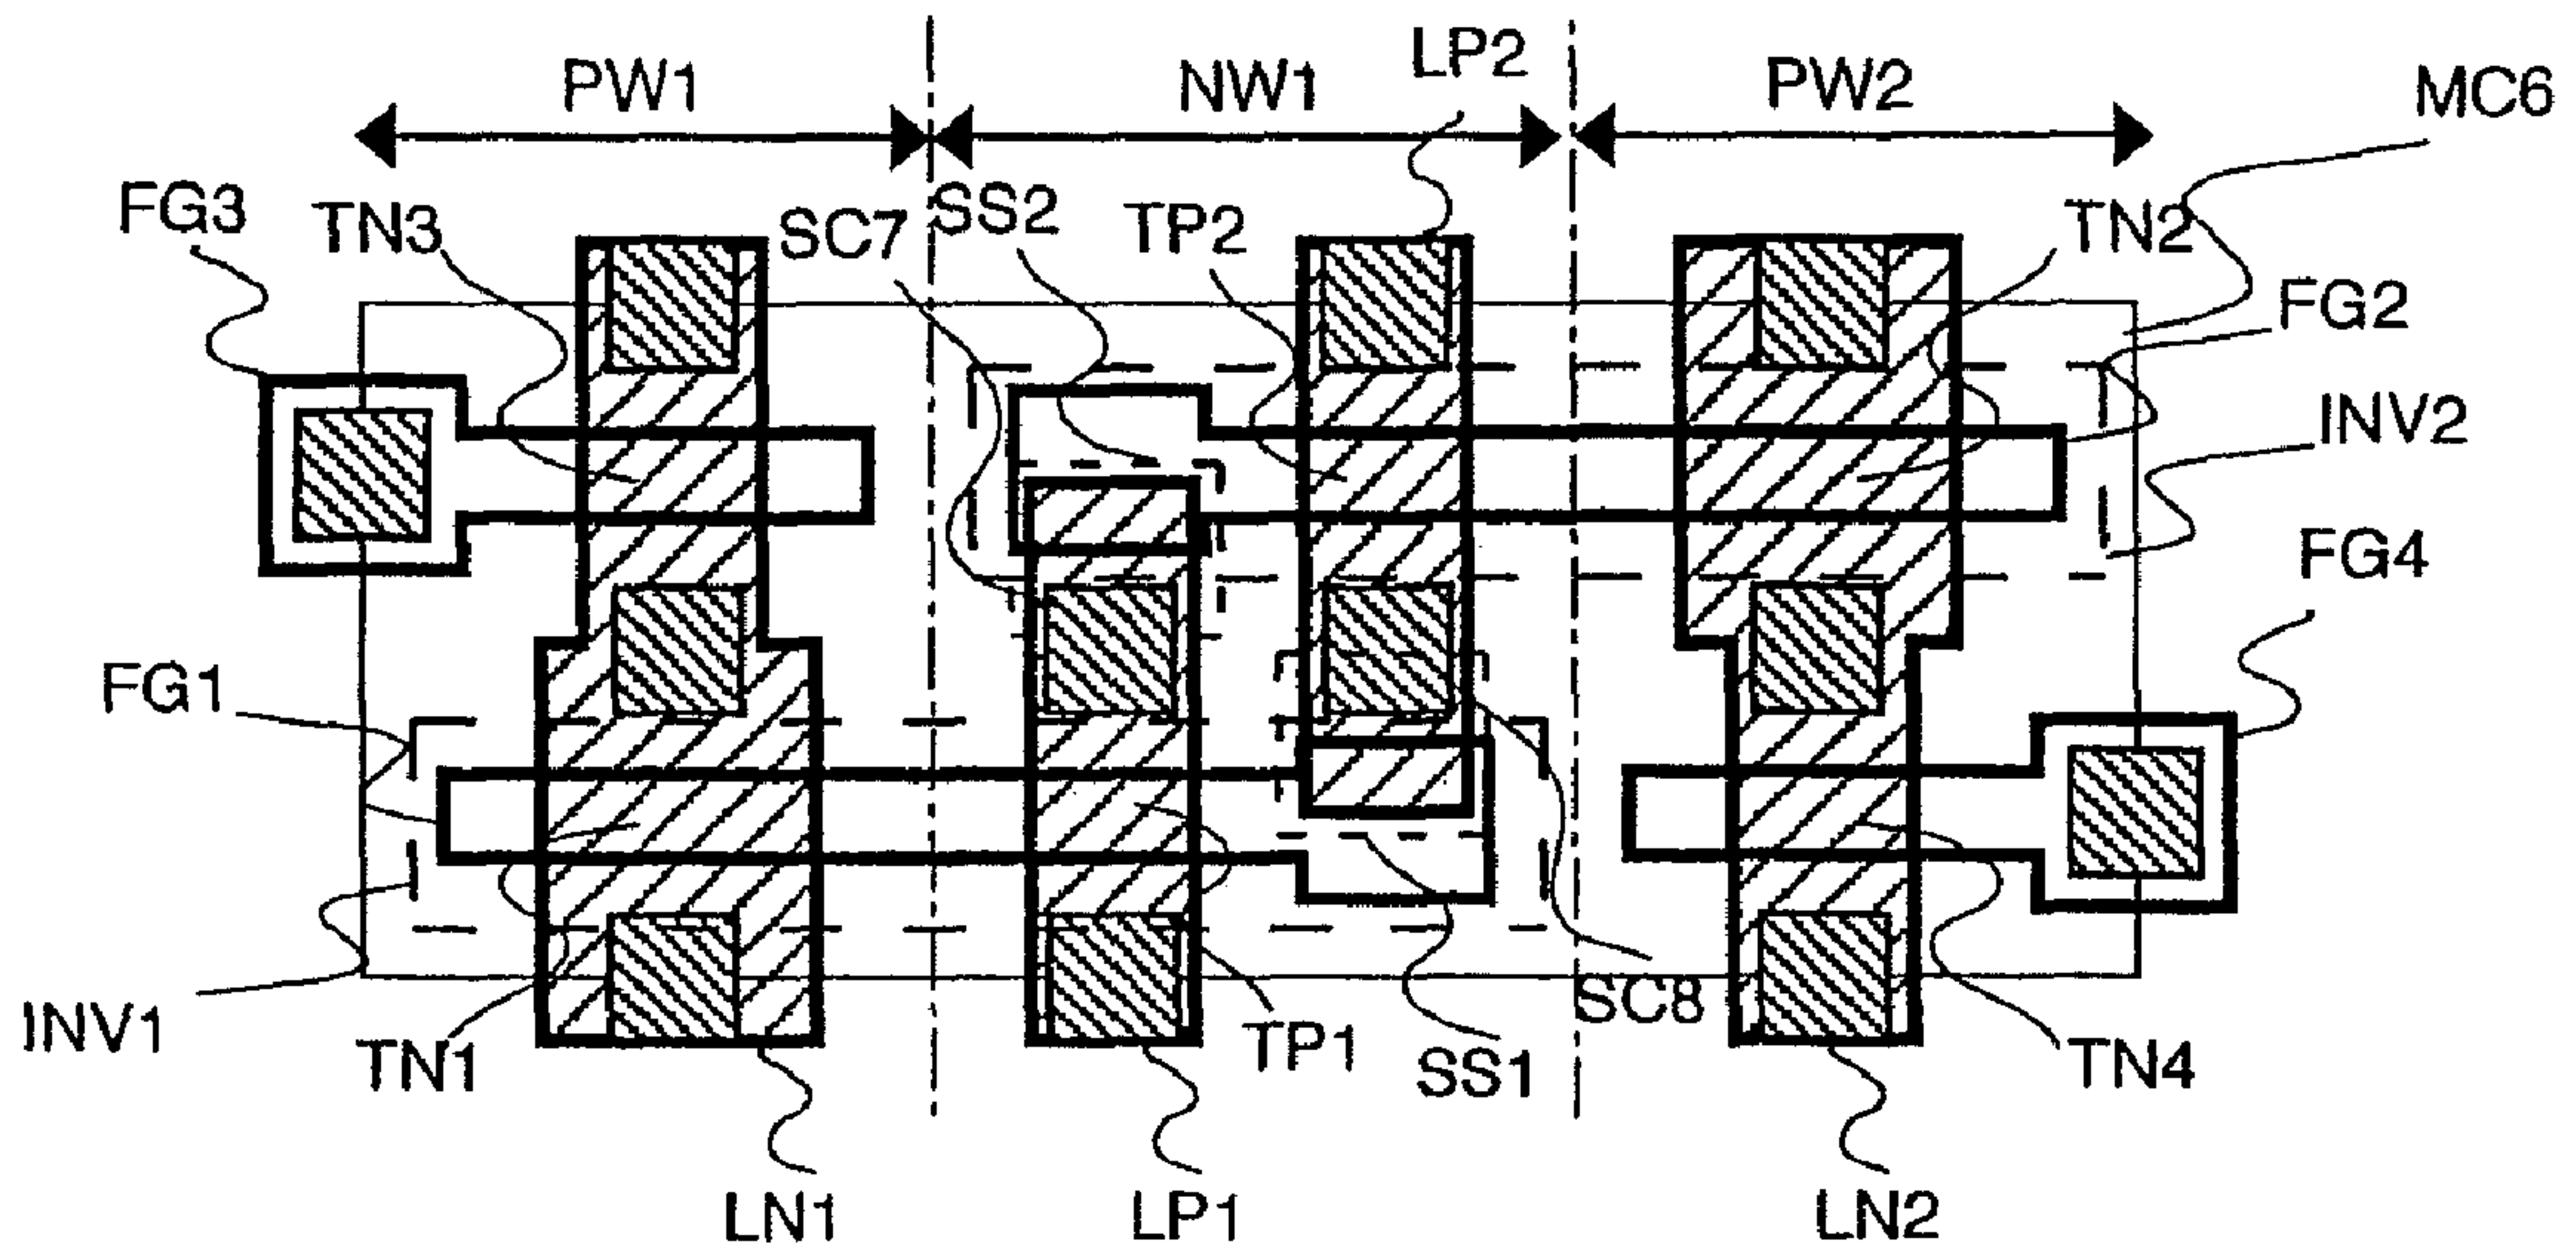 PW1 NW1 LP2 PW2 MC6
FG3 TN3 SC7 SS2 TP2 TN2
FG2
INV2
FG4
FG1
INV1 TN1 TP1 SS1 SC8 TN4
LN1 LP1 LN2